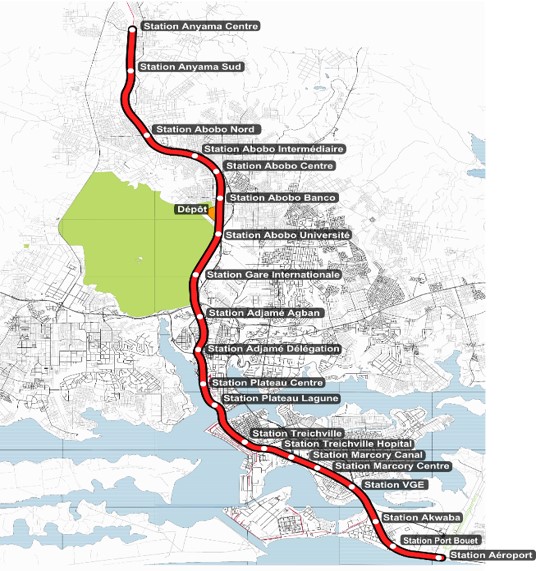 Station Anyama Centre
Station Anyama Sud
Station Abobo Nord
Station Abobo Intermédiaire
Station Abobo Centre
Station Abobo Banco
Dépôt
Station Abobo Université
Station Gare Internationale
Station Adjamé Agban
Station Adjamé Délégation
Station Plateau Centre
Station Plateau Lagune
Station Treichville
Station Treichville Hopital
Station Marcory Canal
Station Marcory Centre
Station VGE
Station Akwaba
Station Port Bouet
Station Aéroport